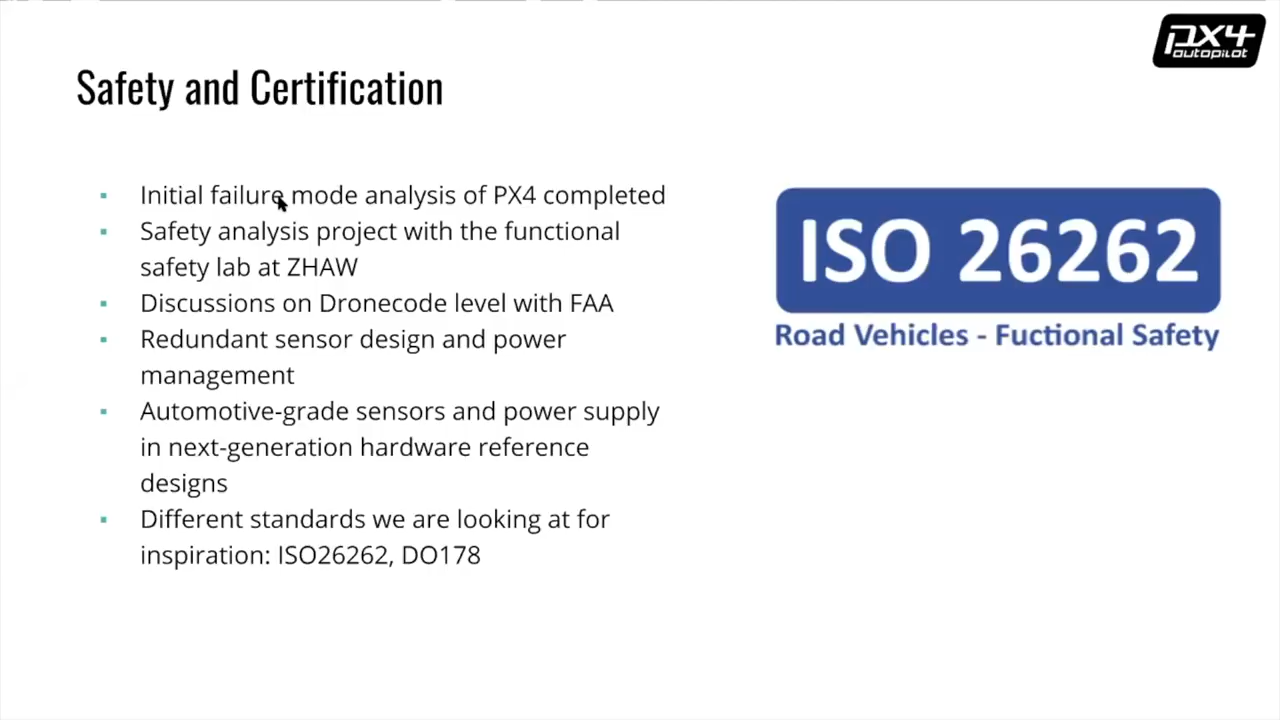 px4
autopilot
Safety and Certification
Initial failure mode analysis of PX4 completed
Safety analysis project with the functional
safety lab at ZHAW
Discussions on Dronecode level with FAA
Redundant sensor design and power
management
Automotive-grade sensors and power supply
in next-generation hardware reference
designs
Different standards we are looking at for
inspiration: ISO26262, DO178
ISO 26262
Road Vehicles - Fuctional Safety